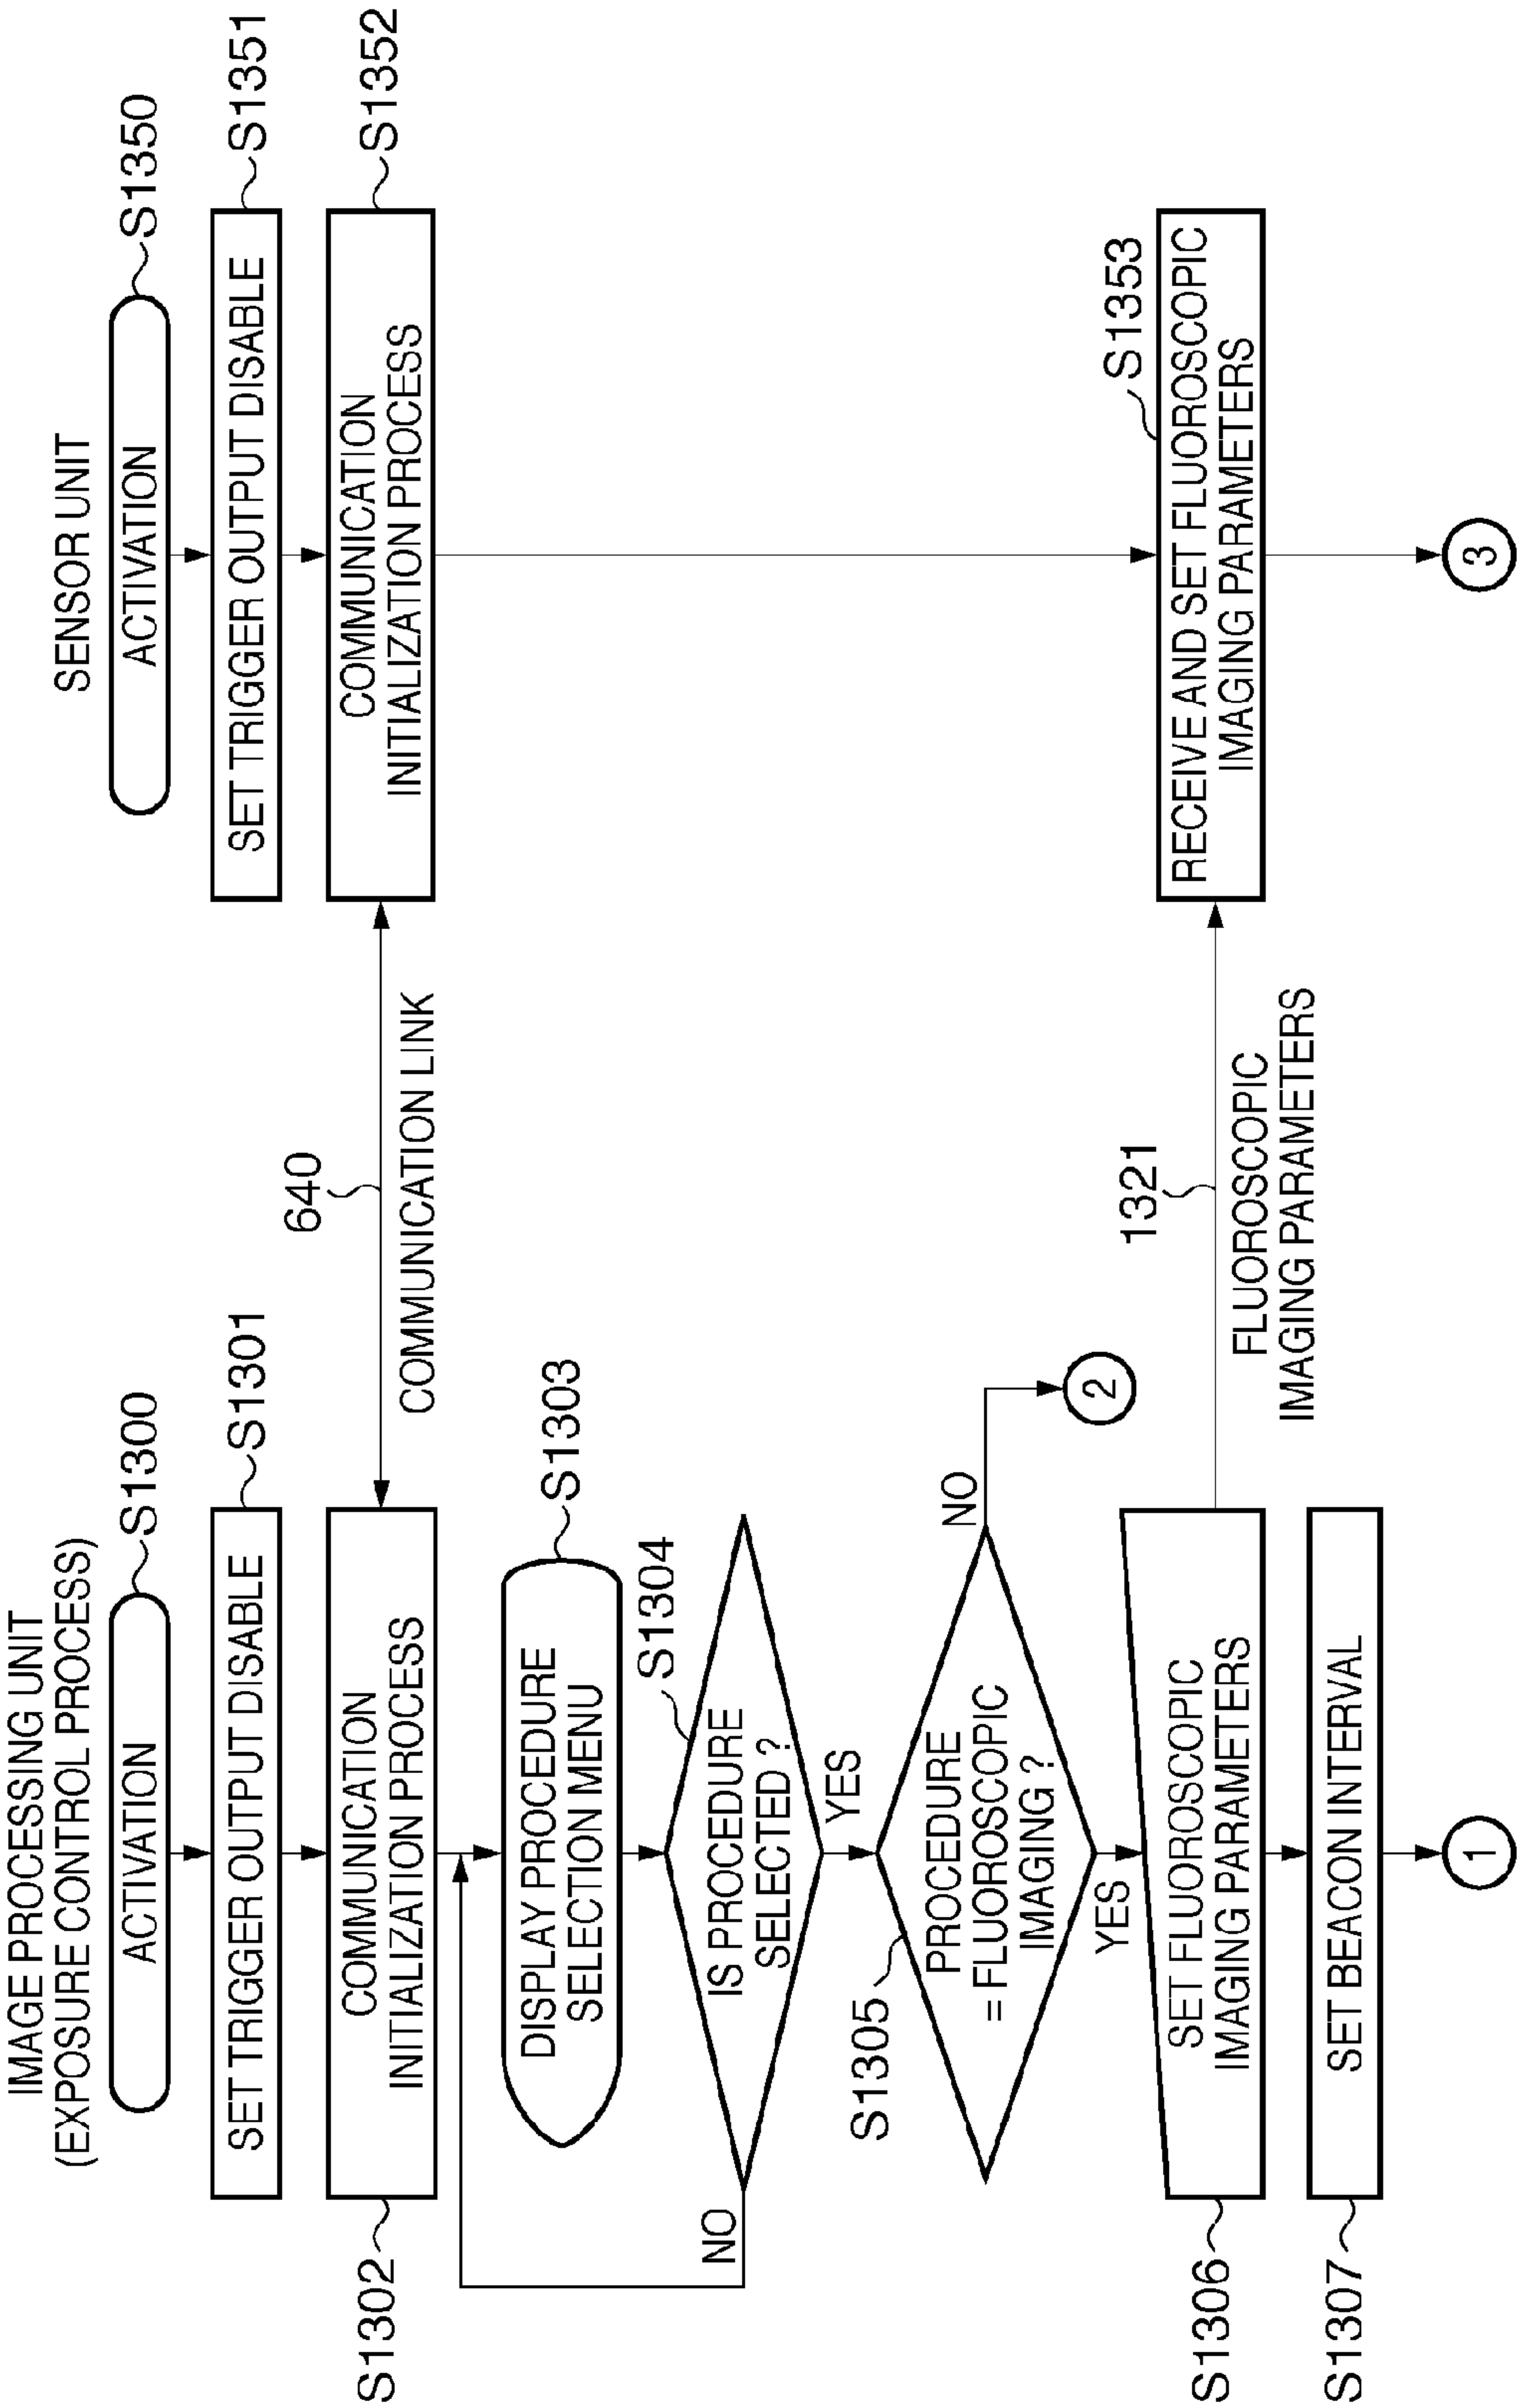 IMAGE PROCESSING UNIT
(EXPOSURE CONTROL PROCESS)
ACTIVATION
S1300
SET TRIGGER OUTPUT DISABLE
S1301
COMMUNICATION
INITIALIZATION PROCESS
S1302
640
COMMUNICATION LINK
DISPLAY PROCEDURE
SELECTION MENU
S1303
IS PROCEDURE
SELECTED ?
S1304
NO
YES
PROCEDURE
= FLUOROSCOPIC
IMAGING ?
S1305
NO
2
YES
SET FLUOROSCOPIC
IMAGING PARAMETERS
S1306
1321
FLUOROSCOPIC
IMAGING PARAMETERS
SET BEACON INTERVAL
S1307
1
SENSOR UNIT
ACTIVATION
S1350
SET TRIGGER OUTPUT DISABLE
S1351
COMMUNICATION
INITIALIZATION PROCESS
S1352
RECEIVE AND SET FLUOROSCOPIC
IMAGING PARAMETERS
S1353
3